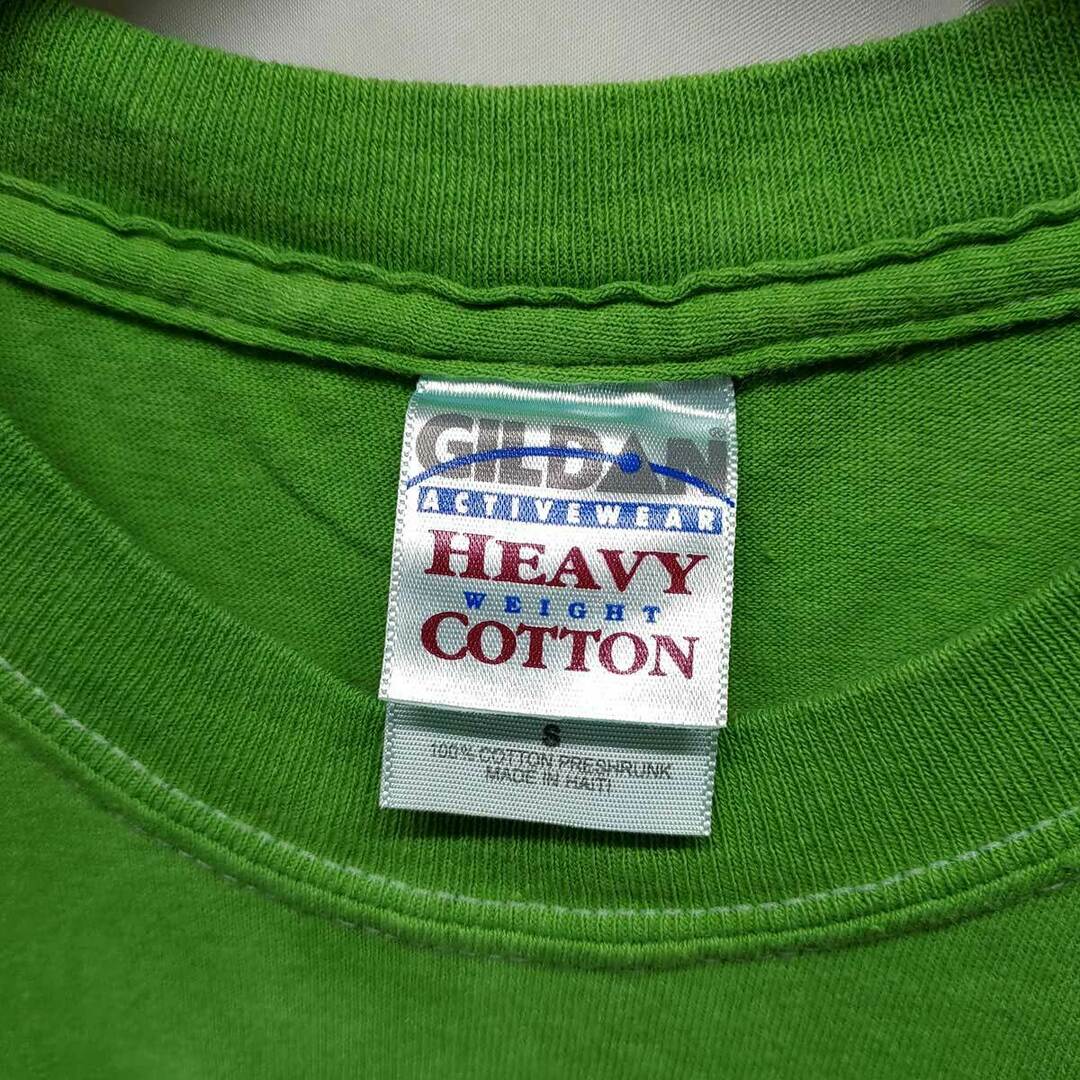 GILDAN®
ACTIVEWEAR
HEAVY
WEIGHT
COTTON
S
100% COTTON PRESHRUNK
MADE IN HAITI